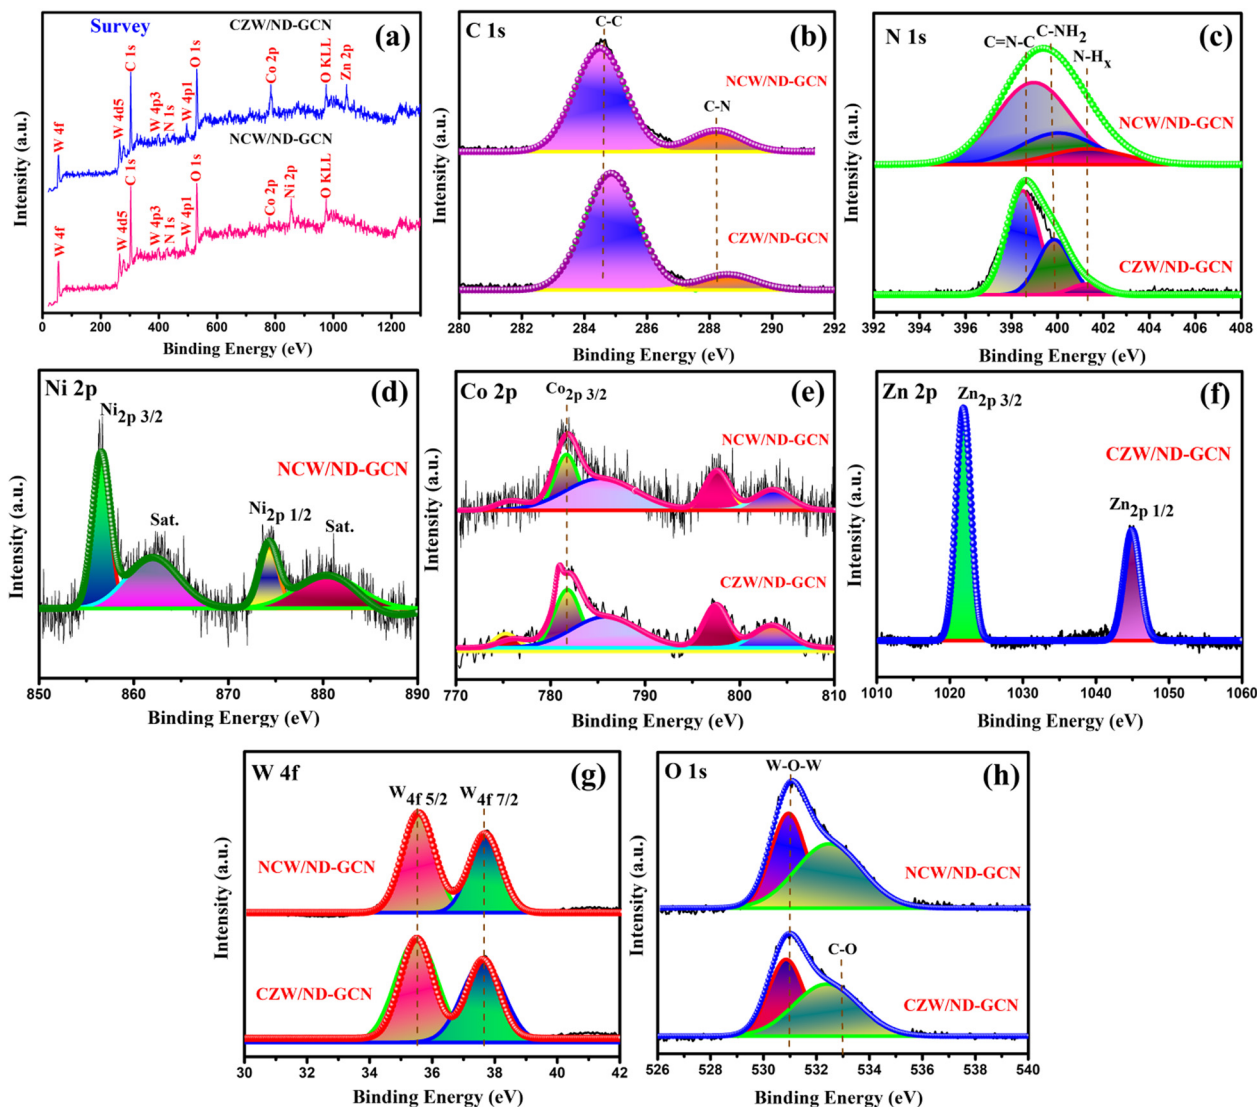 Survey
CZW/ND-GCN
(a)
W 4f
W 4d5
C 1s
W 4p3
N 1s
W 4p1
O 1s
Co 2p
O KLL
Zn 2p
NCW/ND-GCN
W 4f
W 4d5
C 1s
W 4p3
N 1s
W 4p1
O 1s
Co 2p
Ni 2p
O KLL
Intensity (a.u.)
0 200 400 600 800 1000 1200
Binding Energy (eV)
C 1s
C-C
(b)
NCW/ND-GCN
C-N
CZW/ND-GCN
Intensity (a.u.)
280 282 284 286 288 290 292
Binding Energy (eV)
N 1s
C=N-C
C-NH2
N-Hx
(c)
NCW/ND-GCN
CZW/ND-GCN
Intensity (a.u.)
392 394 396 398 400 402 404 406 408
Binding Energy (eV)
Ni 2p
Ni2p 3/2
(d)
NCW/ND-GCN
Sat.
Ni2p 1/2
Sat.
Intensity (a.u.)
850 860 870 880 890
Binding Energy (eV)
Co 2p
Co2p 3/2
(e)
NCW/ND-GCN
CZW/ND-GCN
Intensity (a.u.)
770 780 790 800 810
Binding Energy (eV)
Zn 2p
Zn2p 3/2
(f)
CZW/ND-GCN
Zn2p 1/2
Intensity (a.u.)
1010 1020 1030 1040 1050 1060
Binding Energy (eV)
W 4f
(g)
W4f 5/2
W4f 7/2
NCW/ND-GCN
CZW/ND-GCN
Intensity (a.u.)
30 32 34 36 38 40 42
Binding Energy (eV)
O 1s
W-O-W
(h)
NCW/ND-GCN
C-O
CZW/ND-GCN
Intensity (a.u.)
526 528 530 532 534 536 538 540
Binding Energy (eV)